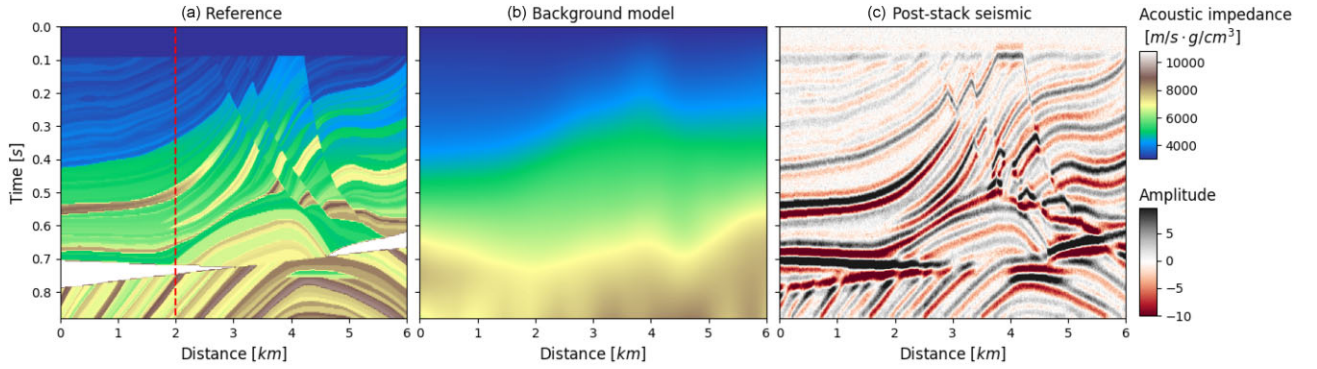 (a) Reference
(b) Background model
(c) Post-stack seismic
Acoustic impedance
[m/s · g/cm³]
10000
8000
6000
4000
Amplitude
5
0
−5
−10
Time [s]
0.0
0.1
0.2
0.3
0.4
0.5
0.6
0.7
0.8
0 1 2 3 4 5 6
0 1 2 3 4 5 6
0 1 2 3 4 5 6
Distance [km]
Distance [km]
Distance [km]